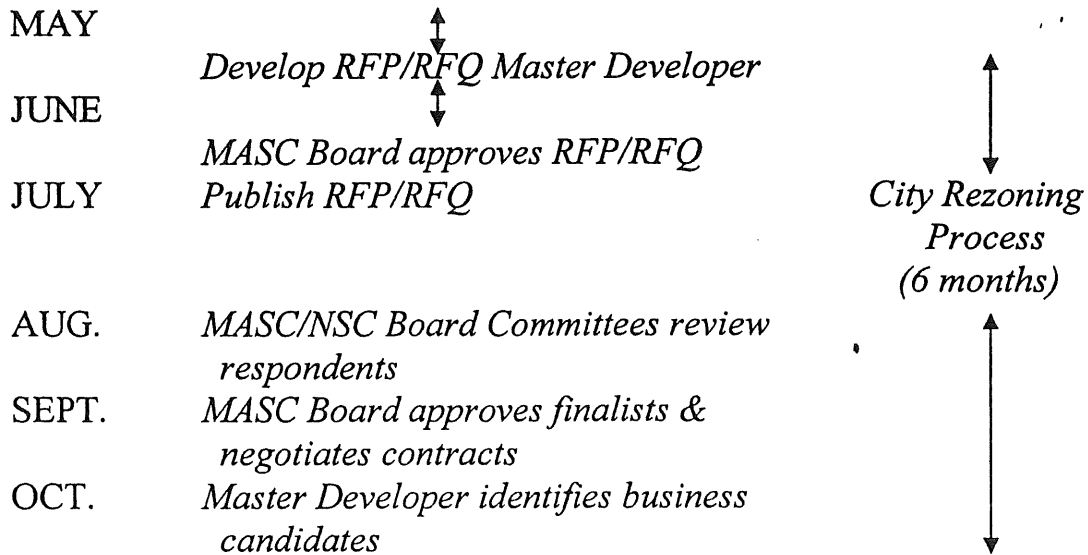 MAY
Develop RFP/RFQ Master Developer
JUNE
MASC Board approves RFP/RFQ
JULY Publish RFP/RFQ
City Rezoning
Process
(6 months)
AUG. MASC/NSC Board Committees review
respondents
SEPT. MASC Board approves finalists &
negotiates contracts
OCT. Master Developer identifies business
candidates